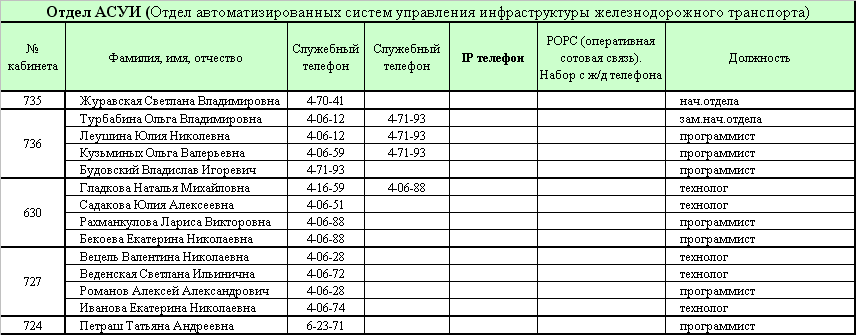 Отдел АСУИ (Отдел автоматизированных систем управления инфраструктуры железнодорожного транспорта)
№ кабинета Фамилия, имя, отчество Служебный телефон Служебный телефон IP телефон РОРС (оперативная сотовая связь). Набор с ж/д телефона Должность
735 Журавская Светлана Владимировна 4-70-41 нач.отдела
736 Турбабина Ольга Владимировна 4-06-12 4-71-93 зам.нач.отдела
Леушина Юлия Николевна 4-06-12 4-71-93 программист
Кузьминых Ольга Валерьевна 4-06-59 4-71-93 программист
Будовский Владислав Игоревич 4-71-93 программист
630 Гладкова Наталья Михайловна 4-16-59 4-06-88 технолог
Садакова Юлия Алексеевна 4-06-51 технолог
Рахманкулова Лариса Викторовна 4-06-88 программист
Бекоева Екатерина Николаевна 4-06-88 программист
727 Вецель Валентина Николаевна 4-06-28 технолог
Веденская Светлана Ильинична 4-06-72 технолог
Романов Алексей Александрович 4-06-28 программист
Иванова Екатерина Николаевна 4-06-74 технолог
724 Петраш Татьяна Андреевна 6-23-71 программист